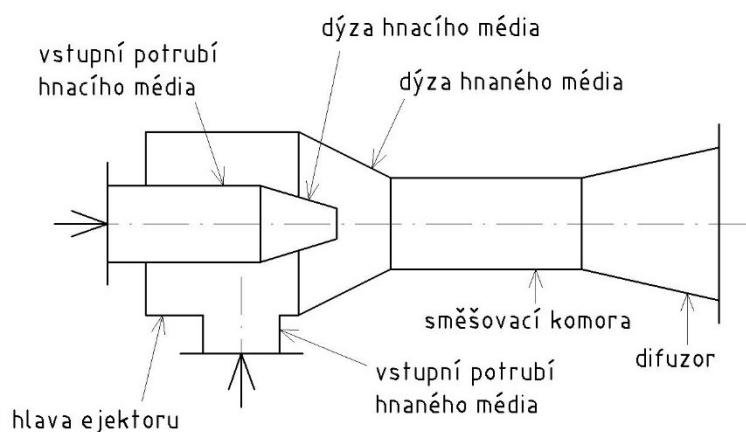 dýza hnacího média
vstupní potrubí
hnacího média
dýza hnaného média
směšovací komora
difuzor
vstupní potrubí
hnaného média
hlava ejektoru